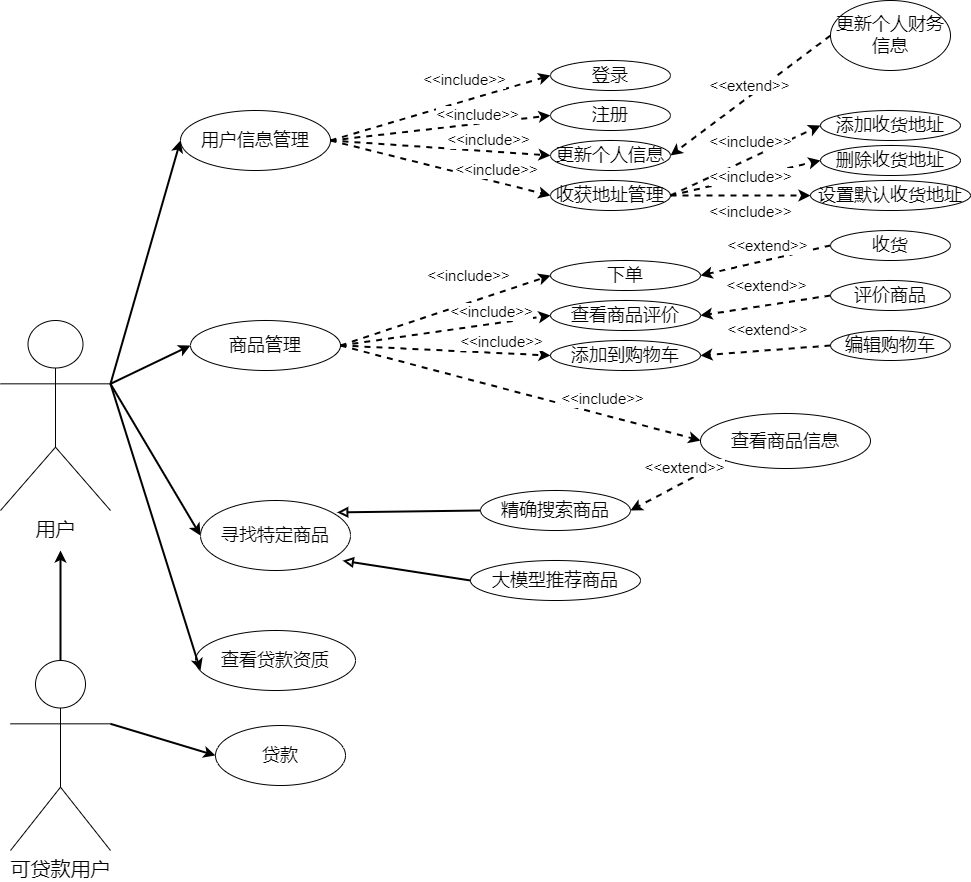 更新个人财务
信息
<<include>>
登录
<<extend>>
<<include>>
注册
用户信息管理
<<include>>
更新个人信息
<<include>>
添加收货地址
<<include>>
收获地址管理
<<include>>
删除收货地址
设置默认收货地址
<<include>>
<<include>>
下单
<<extend>>
收货
<<include>>
查看商品评价
<<extend>>
评价商品
商品管理
<<include>>
添加到购物车
<<extend>>
编辑购物车
<<include>>
查看商品信息
<<extend>>
用户
寻找特定商品
精确搜索商品
大模型推荐商品
查看贷款资质
贷款
可贷款用户